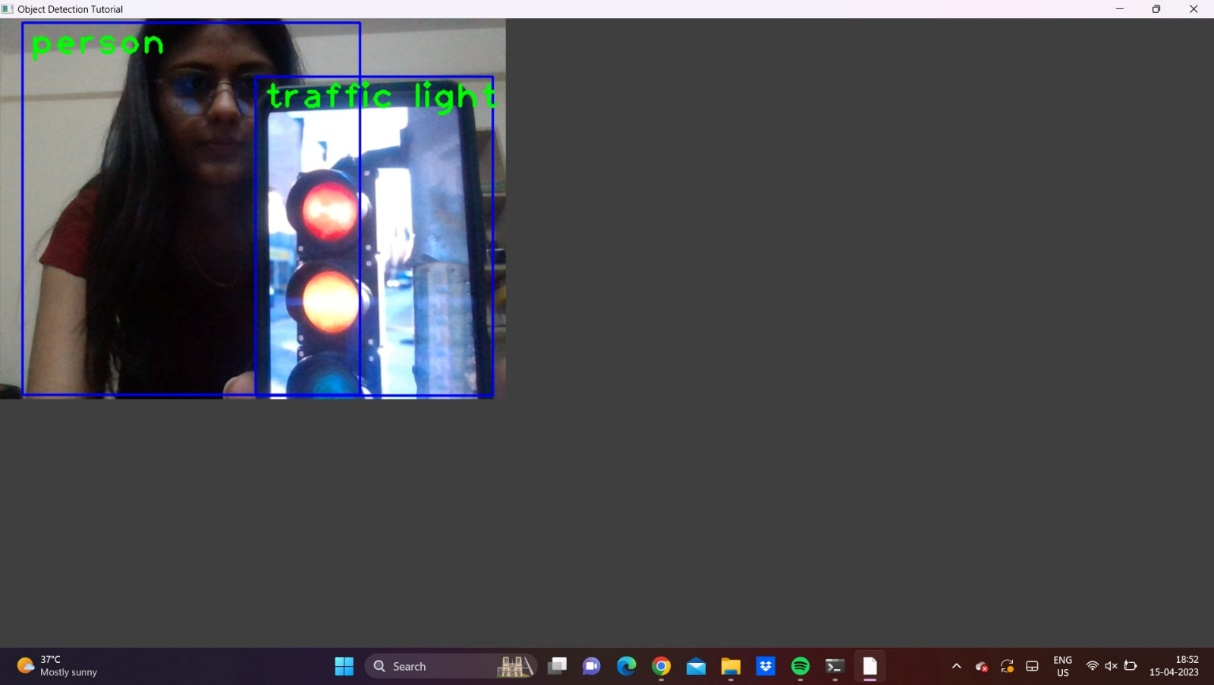 Object Detection Tutorial
person
traffic light
37°C
Mostly sunny
Search
ENG
US
18:52
15-04-2023